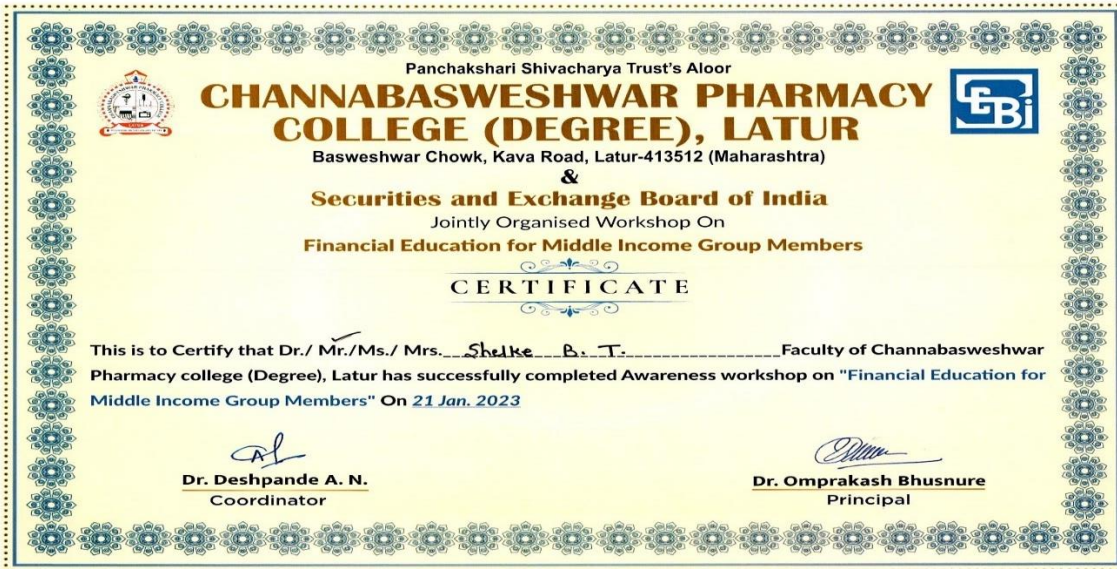 Panchakshari Shivacharya Trust's Aloor
CHANNABASWESHWAR PHARMACY
COLLEGE (DEGREE), LATUR
SEBi
Basweshwar Chowk, Kava Road, Latur-413512 (Maharashtra)
&
Securities and Exchange Board of India
Jointly Organised Workshop On
Financial Education for Middle Income Group Members
CERTIFICATE
This is to Certify that Dr./ Mr./Ms./ Mrs. Shelke B. T. Faculty of Channabasweshwar
Pharmacy college (Degree), Latur has successfully completed Awareness workshop on "Financial Education for
Middle Income Group Members" On 21 Jan. 2023
Dr. Deshpande A. N.
Coordinator
Dr. Omprakash Bhusnure
Principal